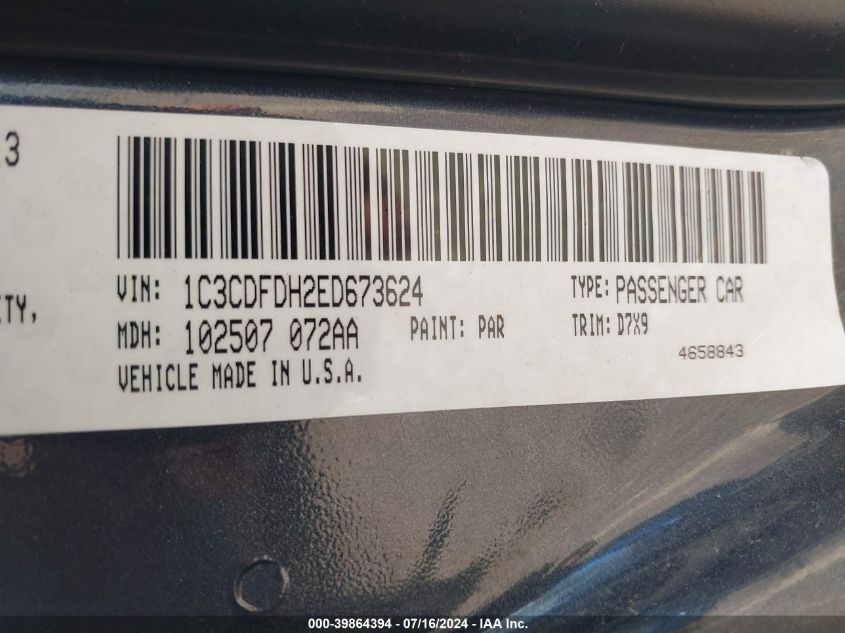 3
ITY,
VIN: 1C3CDFDH2ED673624 TYPE: PASSENGER CAR
MDH: 102507 072AA PAINT: PAR TRIM: D7X9
VEHICLE MADE IN U.S.A. 4658843
000-39864394 - 07/16/2024 - IAA Inc.